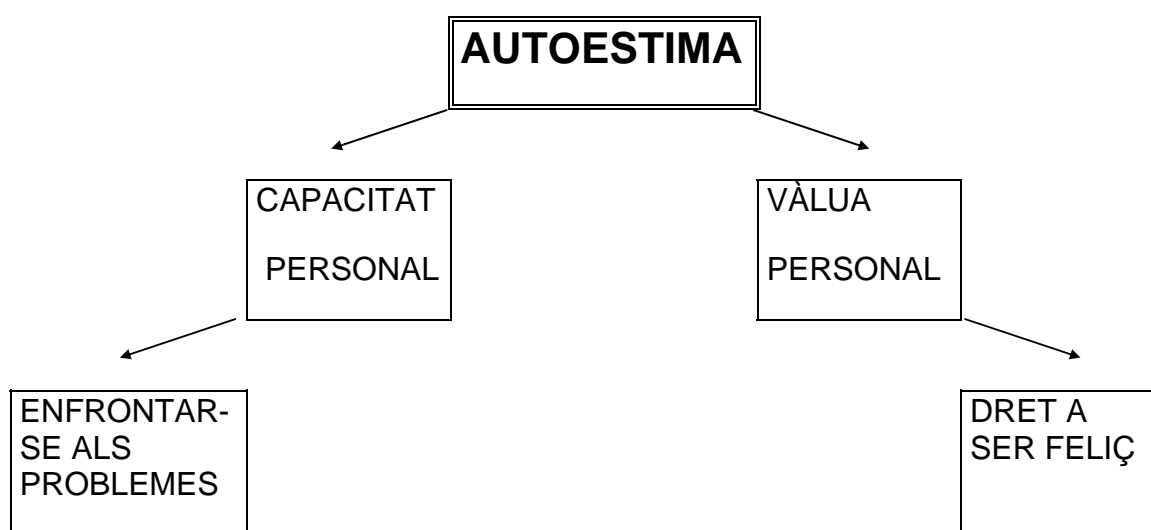 AUTOESTIMA
CAPACITAT
PERSONAL
VÀLUA
PERSONAL
ENFRONTAR-
SE ALS
PROBLEMES
DRET A
SER FELIÇ